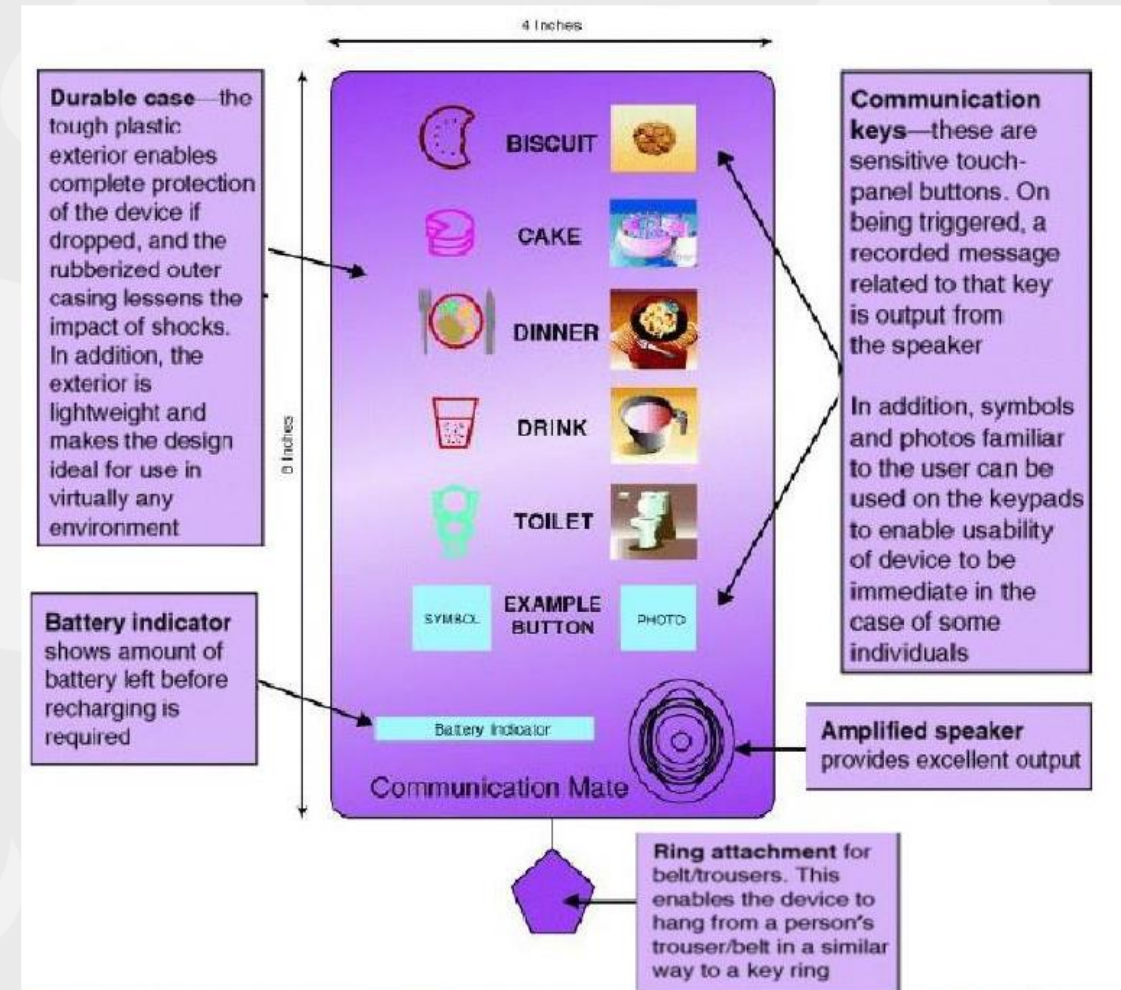 4 Inches
Durable case—the
tough plastic
exterior enables
complete protection
of the device if
dropped, and the
rubberized outer
casing lessens the
impact of shocks.
In addition, the
exterior is
lightweight and
makes the design
ideal for use in
virtually any
environment
Battery indicator
shows amount of
battery left before
recharging is
required
Inches
BISCUIT
CAKE
DINNER
DRINK
TOILET
SYMBOL
EXAMPLE
BUTTON
PHOTO
Battery Indicator
Communication Mate
Communication
keys—these are
sensitive touch-
panel buttons. On
being triggered, a
recorded message
related to that key
is output from
the speaker
In addition, symbols
and photos familiar
to the user can be
used on the keypads
to enable usability
of device to be
immediate in the
case of some
individuals
Amplified speaker
provides excellent output
Ring attachment for
belt/trousers. This
enables the device to
hang from a person's
trouser/belt in a similar
way to a key ring